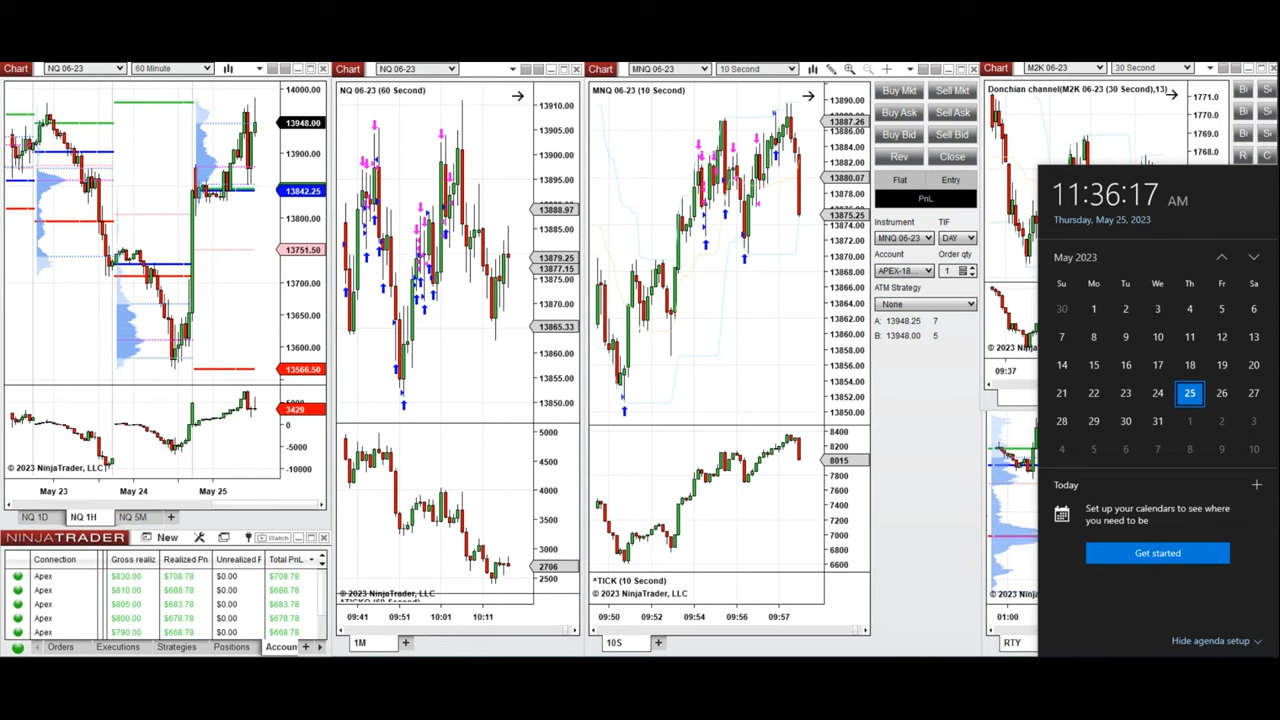 Chart NQ 06-23 60 Minute
14000.00
13948.00
13900.00
13842.25
13800.00
13751.50
13700.00
13600.00
13566.50
3429
0
-10000
© 2023 NinjaTrader, LLC
May 23 May 24 May 25
NQ 1D NQ 1H NQ 5M +
NINJATRADER New Watch
Connection Gross realiz Realized Pn Unrealized F Total PnL
Apex $830.00 $708.78 $0.00 $708.78
Apex $810.00 $688.78 $0.00 $688.78
Apex $805.00 $683.78 $0.00 $683.78
Apex $800.00 $678.78 $0.00 $678.78
Apex $790.00 $668.78 $0.00 $668.78
Orders Executions Strategies Positions Accoun +
Chart NQ 06-23
NQ 06-23 (60 Second)
13910.00
13905.00
13900.00
13895.00
13888.97
13885.00
13879.25
13877.15
13870.00
13865.33
13860.00
13855.00
13850.00
5000
4000
3500
3000
2706
2500
© 2023 NinjaTrader, LLC
09:41 09:51 10:01 10:11
1M +
Chart MNQ 06-23 10 Second
MNQ 06-23 (10 Second)
13890.00
13887.26
13886.00
13884.00
13882.00
13880.07
13878.00
13875.25
13874.00
13872.00
13870.00
13868.00
13866.00
13864.00
13862.00
13860.00
13858.00
13856.00
13854.00
13852.00
13850.00
8400
8200
8015
7800
7600
7400
7200
7000
6800
6600
^TICK (10 Second)
© 2023 NinjaTrader, LLC
09:50 09:52 09:54 09:56 09:57
10S +
Buy Mkt Sell Mkt
Buy Ask Sell Ask
Buy Bid Sell Bid
Rev Close
Flat Entry
PnL
Instrument TIF
MNQ 06-23 DAY
Account Order qty
APEX-18... 1
ATM Strategy
None
A: 13948.25 7
B: 13948.00 5
Chart M2K 06-23 30 Second
Donchian channel(M2K 06-23 (30 Second),13)
1771.0
1770.0
1769.0
1768.0
© 2023 Ni
09:37
© 2023 Ni
01:00
RTY
11:36:17 AM
Thursday, May 25, 2023
May 2023
Su Mo Tu We Th Fr Sa
30 1 2 3 4 5 6
7 8 9 10 11 12 13
14 15 16 17 18 19 20
21 22 23 24 25 26 27
28 29 30 31 1 2 3
4 5 6 7 8 9 10
Today +
Set up your calendars to see where
you need to be
Get started
Hide agenda setup